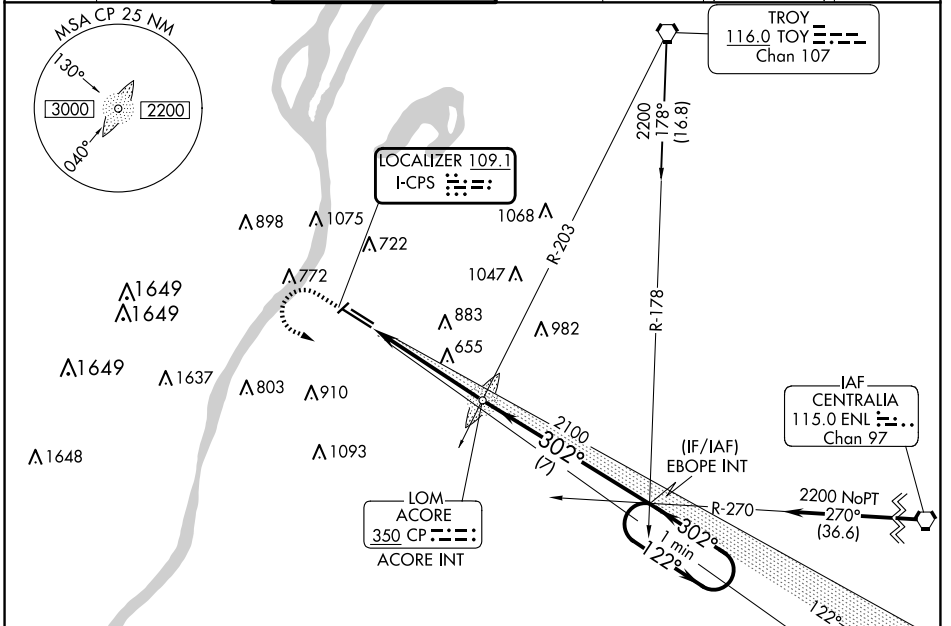 MSA CP 25 NM
130°
3000
2200
040°
TROY
116.0 TOY
Chan 107
2200
178°
(16.8)
LOCALIZER 109.1
I-CPS
898
1075
722
1068
R-203
772
1047
R-178
1649
1649
883
982
655
1649
1637
803
910
IAF
CENTRALIA
115.0 ENL
Chan 97
2100
302°
(7)
(IF/IAF)
EBOPE INT
1648
1093
LOM
ACORE
350 CP
ACORE INT
R-270
2200 NoPT
270°
(36.6)
302°
1 min
122°
122°